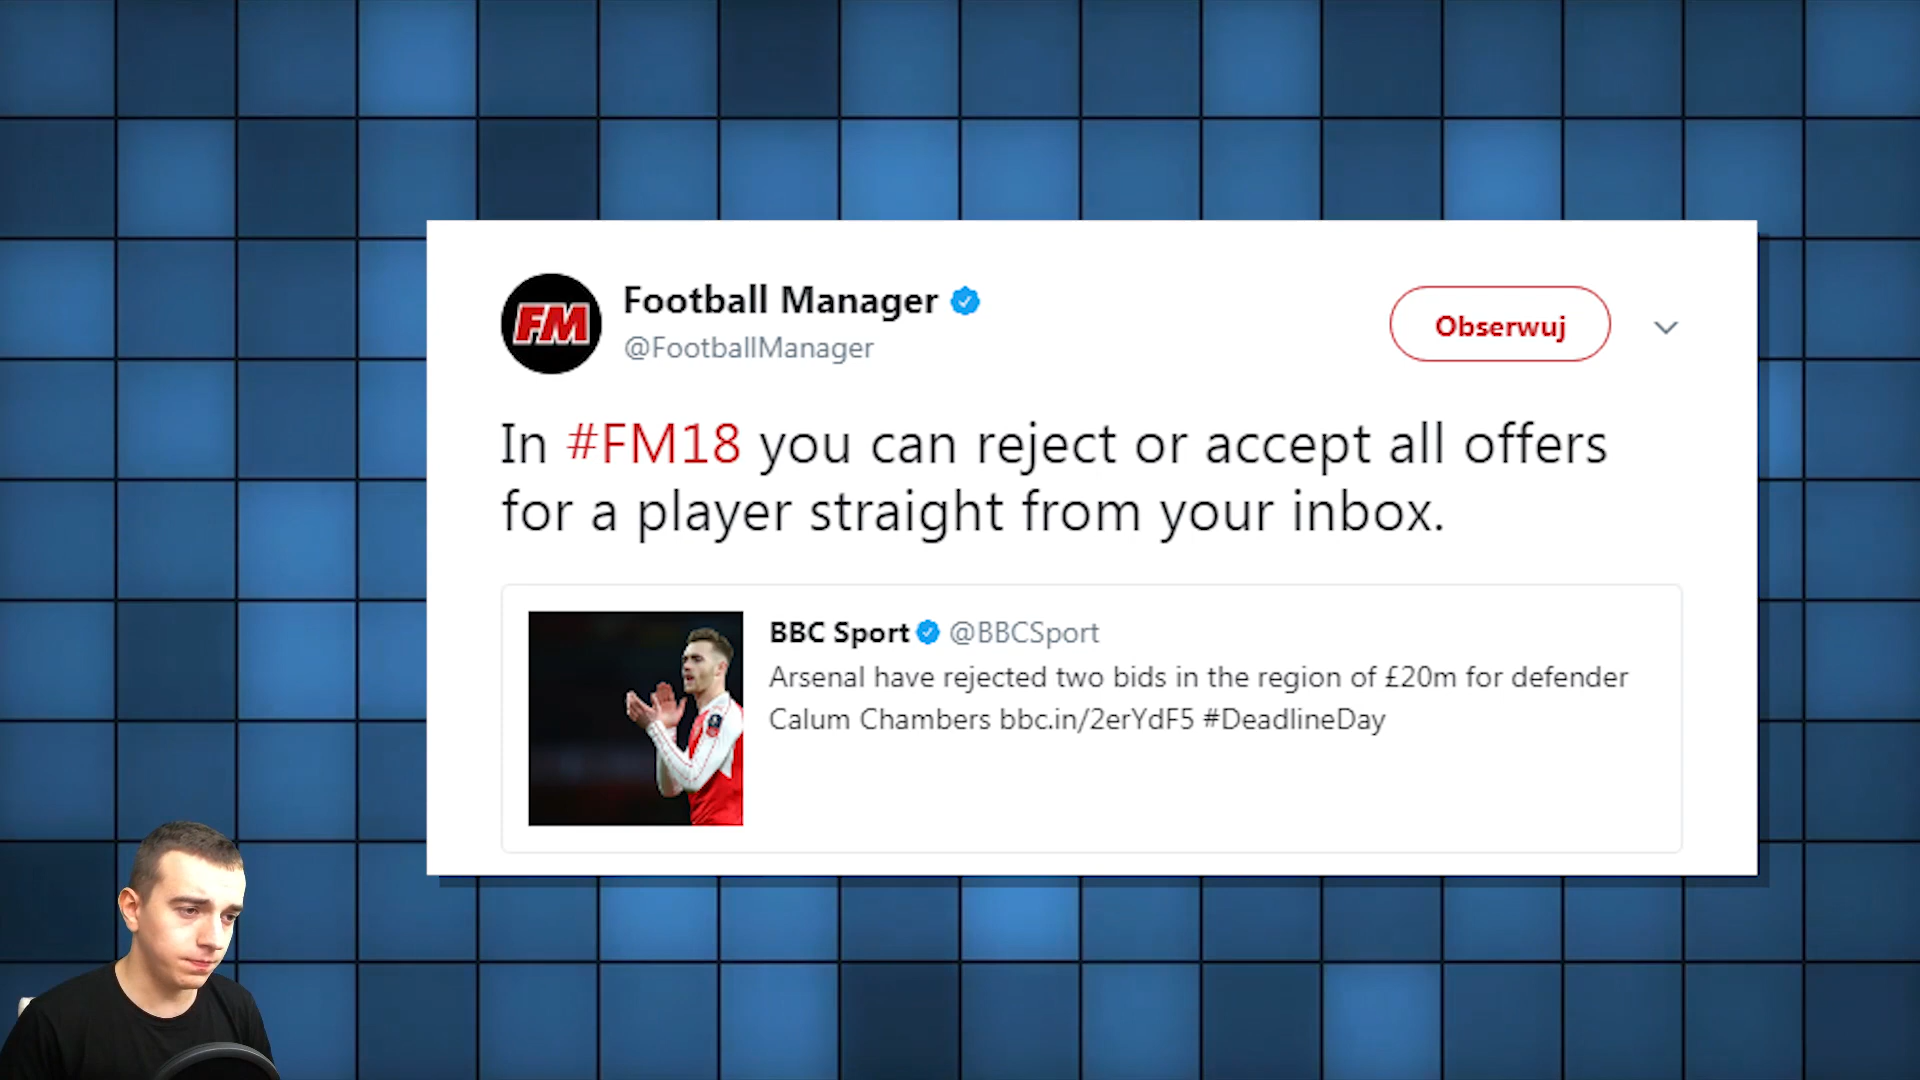 FM
Football Manager
@FootballManager
Obserwuj
In #FM18 you can reject or accept all offers
for a player straight from your inbox.
BBC Sport @BBCSport
Arsenal have rejected two bids in the region of £20m for defender
Calum Chambers bbc.in/2erYdF5 #DeadlineDay